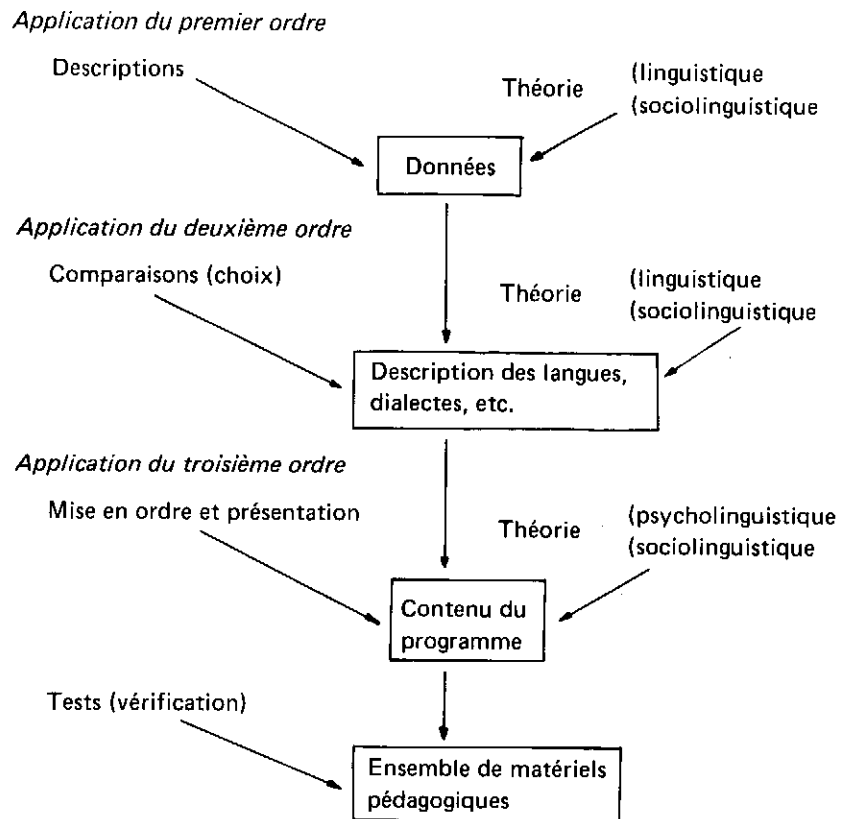 Application du premier ordre
Descriptions
Théorie (linguistique
(sociolinguistique
Données
Application du deuxième ordre
Comparaisons (choix)
Théorie (linguistique
(sociolinguistique
Description des langues,
dialectes, etc.
Application du troisième ordre
Mise en ordre et présentation
Théorie (psycholinguistique
(sociolinguistique
Contenu du
programme
Tests (vérification)
Ensemble de matériels
pédagogiques